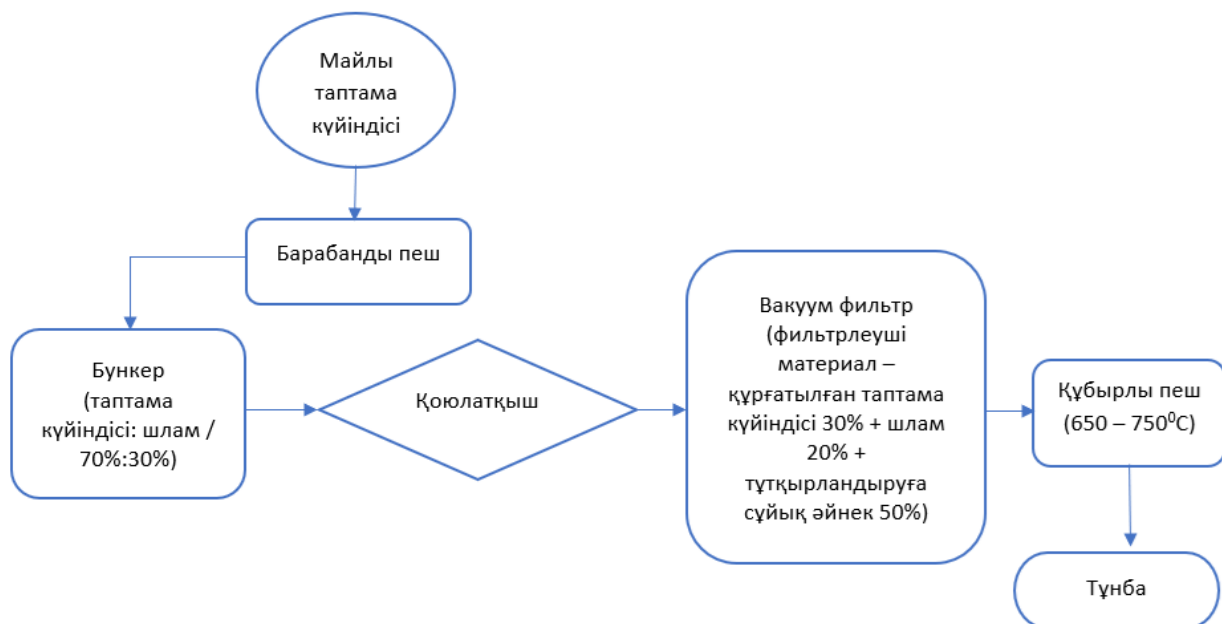 Майлы
таптама
күйіндісі
Барабанды пеш
Бункер
(таптама
күйіндісі: шлам /
70%:30%)
Қоюлатқыш
Вакуум фильтр
(фильтрлеуші
материал –
құрғатылған таптама
күйіндісі 30% + шлам
20% +
тұтқырландыруға
сұйық әйнек 50%)
Құбырлы пеш
(650 – 750⁰С)
Тұнба